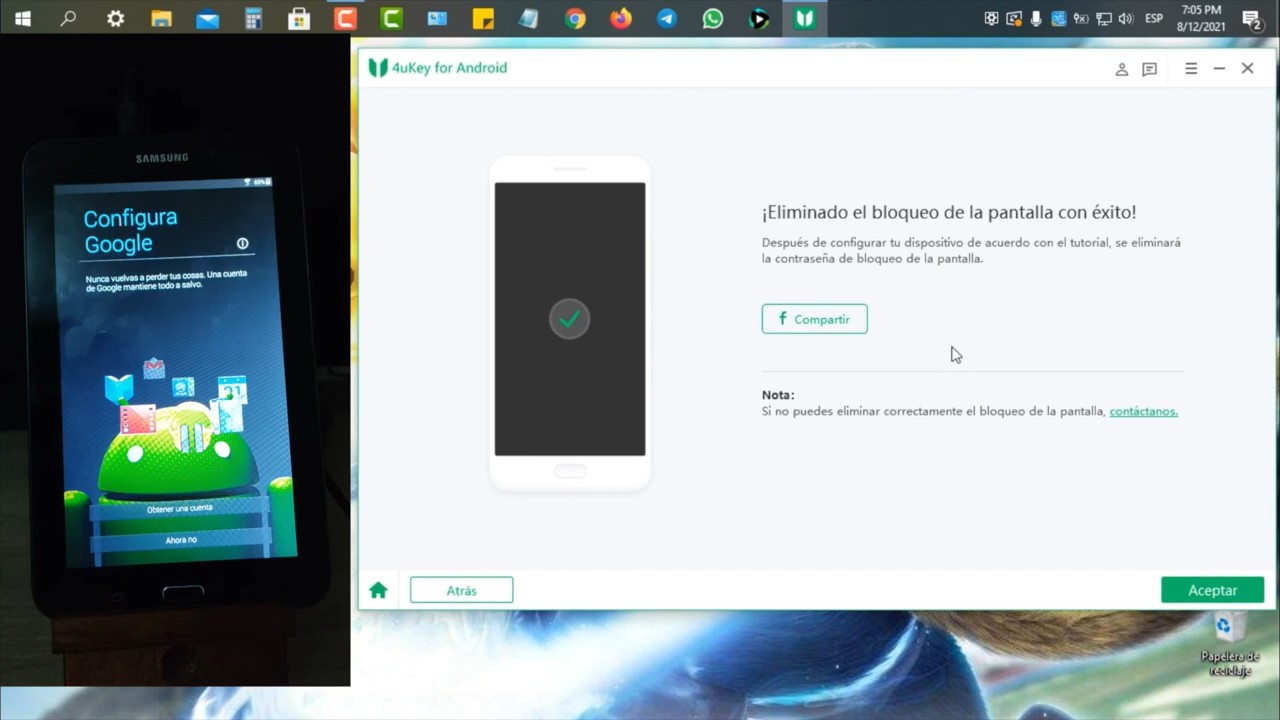 7:05 PM
ESP
8/12/2021
2
4uKey for Android
SAMSUNG
68%
Configura
Google
Nunca vuelvas a perder tus cosas. Una cuenta
de Google mantiene todo a salvo.
31
Obtener una cuenta
Ahora no
¡Eliminado el bloqueo de la pantalla con éxito!
Después de configurar tu dispositivo de acuerdo con el tutorial, se eliminará
la contraseña de bloqueo de la pantalla.
Compartir
Nota:
Si no puedes eliminar correctamente el bloqueo de la pantalla, contáctanos.
Atrás
Aceptar
Papelera de
reciclaje